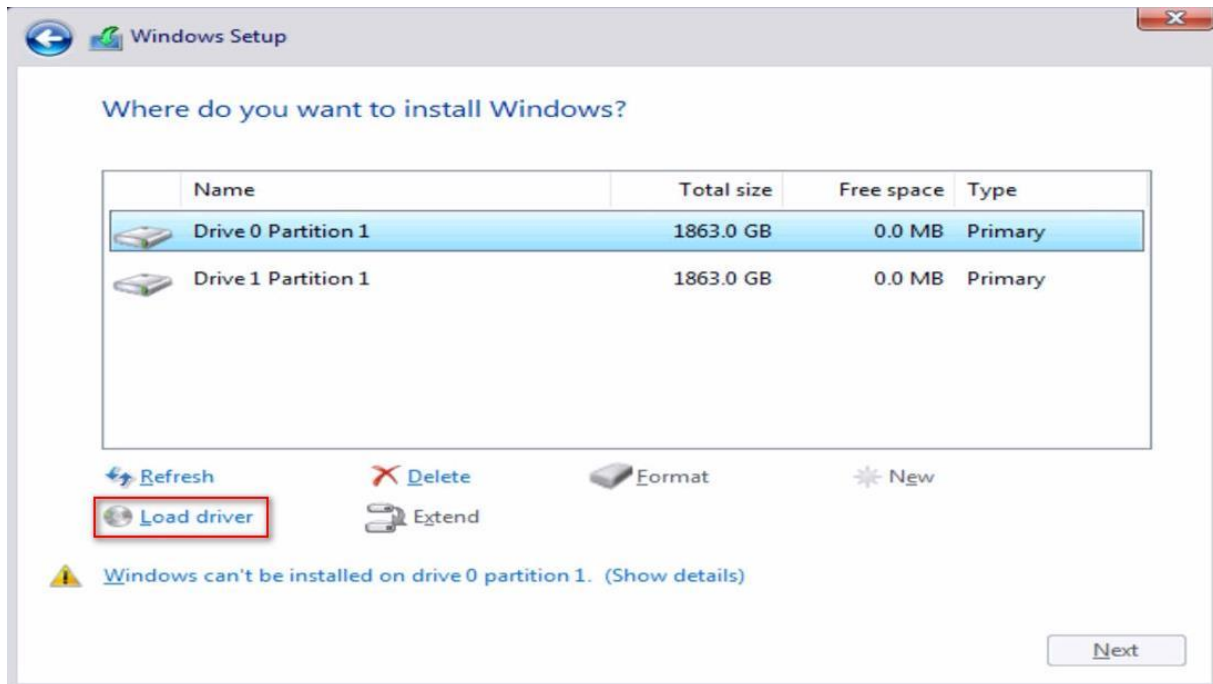 Windows Setup
Where do you want to install Windows?
Name Total size Free space Type
Drive 0 Partition 1 1863.0 GB 0.0 MB Primary
Drive 1 Partition 1 1863.0 GB 0.0 MB Primary
Refresh Delete Format New
Load driver Extend
Windows can't be installed on drive 0 partition 1. (Show details)
Next